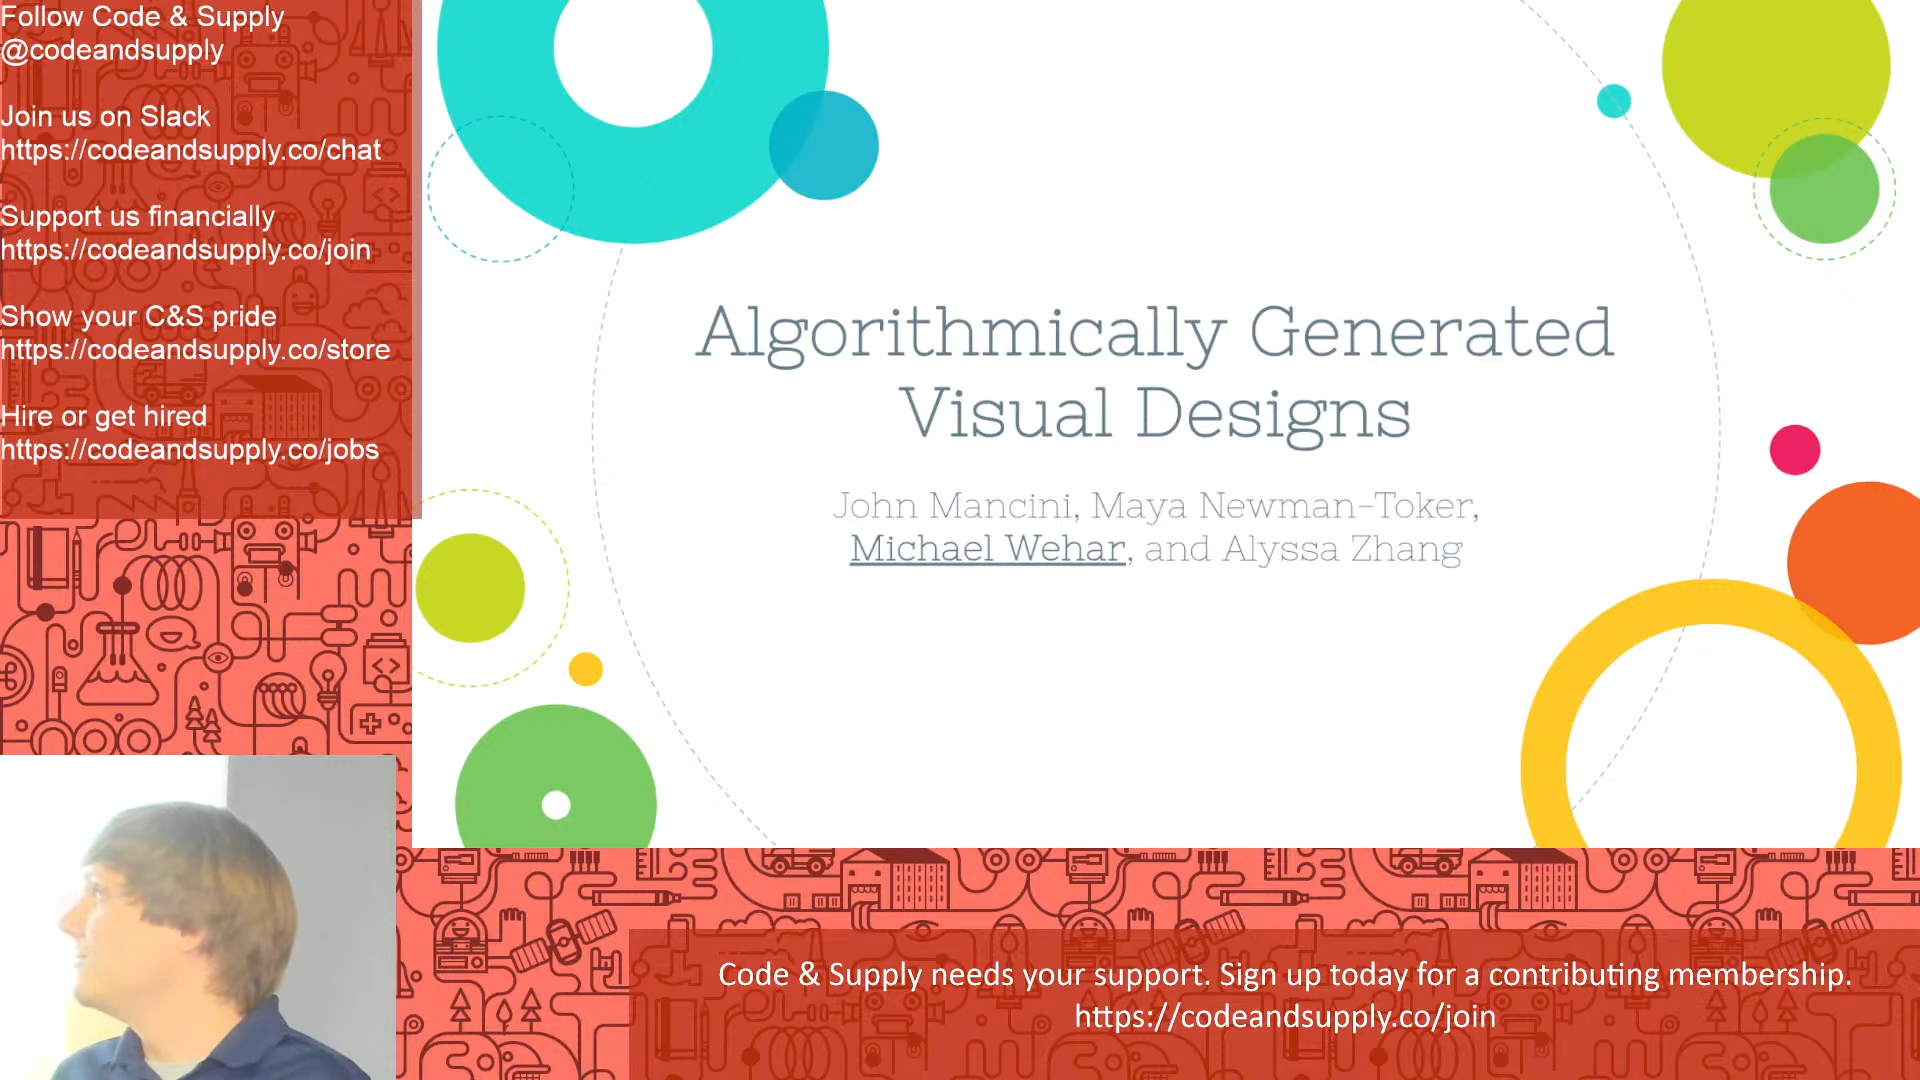 Follow Code & Supply
@codeandsupply
Join us on Slack
https://codeandsupply.co/chat
Support us financially
https://codeandsupply.co/join
Show your C&S pride
https://codeandsupply.co/store
Hire or get hired
https://codeandsupply.co/jobs
Algorithmically Generated
Visual Designs
John Mancini, Maya Newman-Toker,
Michael Wehar, and Alyssa Zhang
Code & Supply needs your support. Sign up today for a contributing membership.
https://codeandsupply.co/join